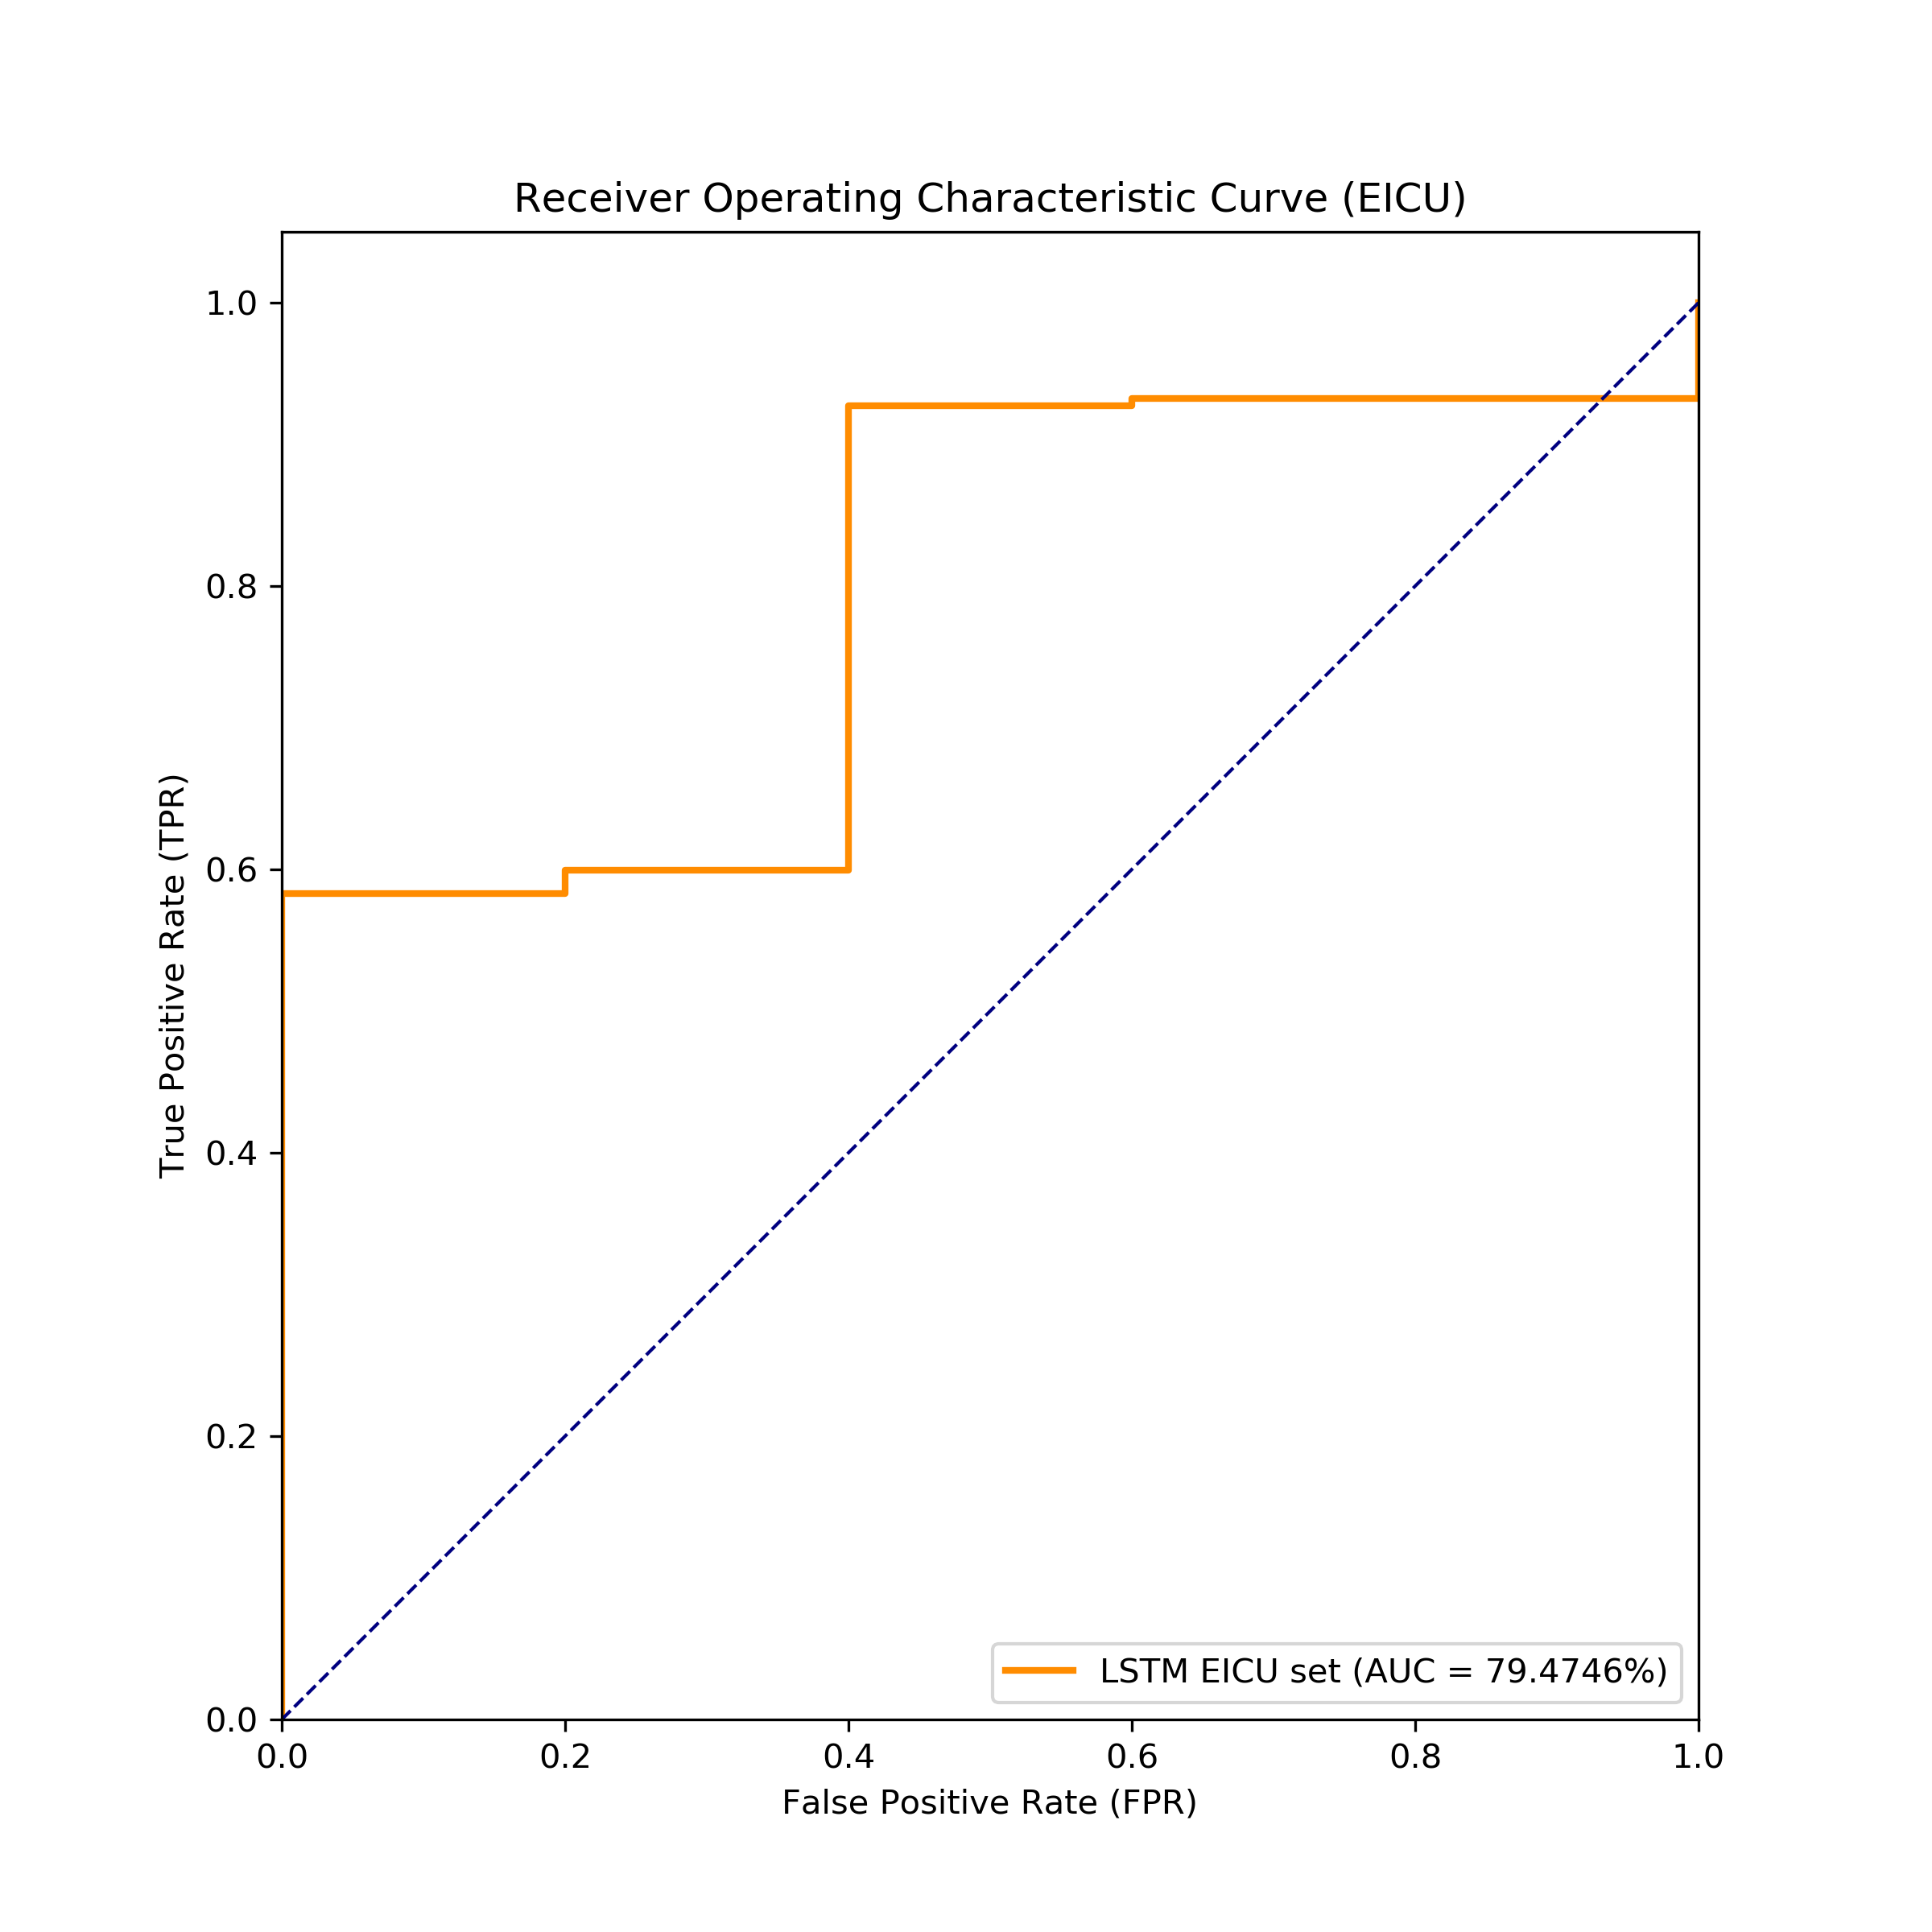 Receiver Operating Characteristic Curve (EICU)
1.0
0.8
0.6
0.4
0.2
0.0
True Positive Rate (TPR)
LSTM EICU set (AUC = 79.4746%)
0.0 0.2 0.4 0.6 0.8 1.0
False Positive Rate (FPR)